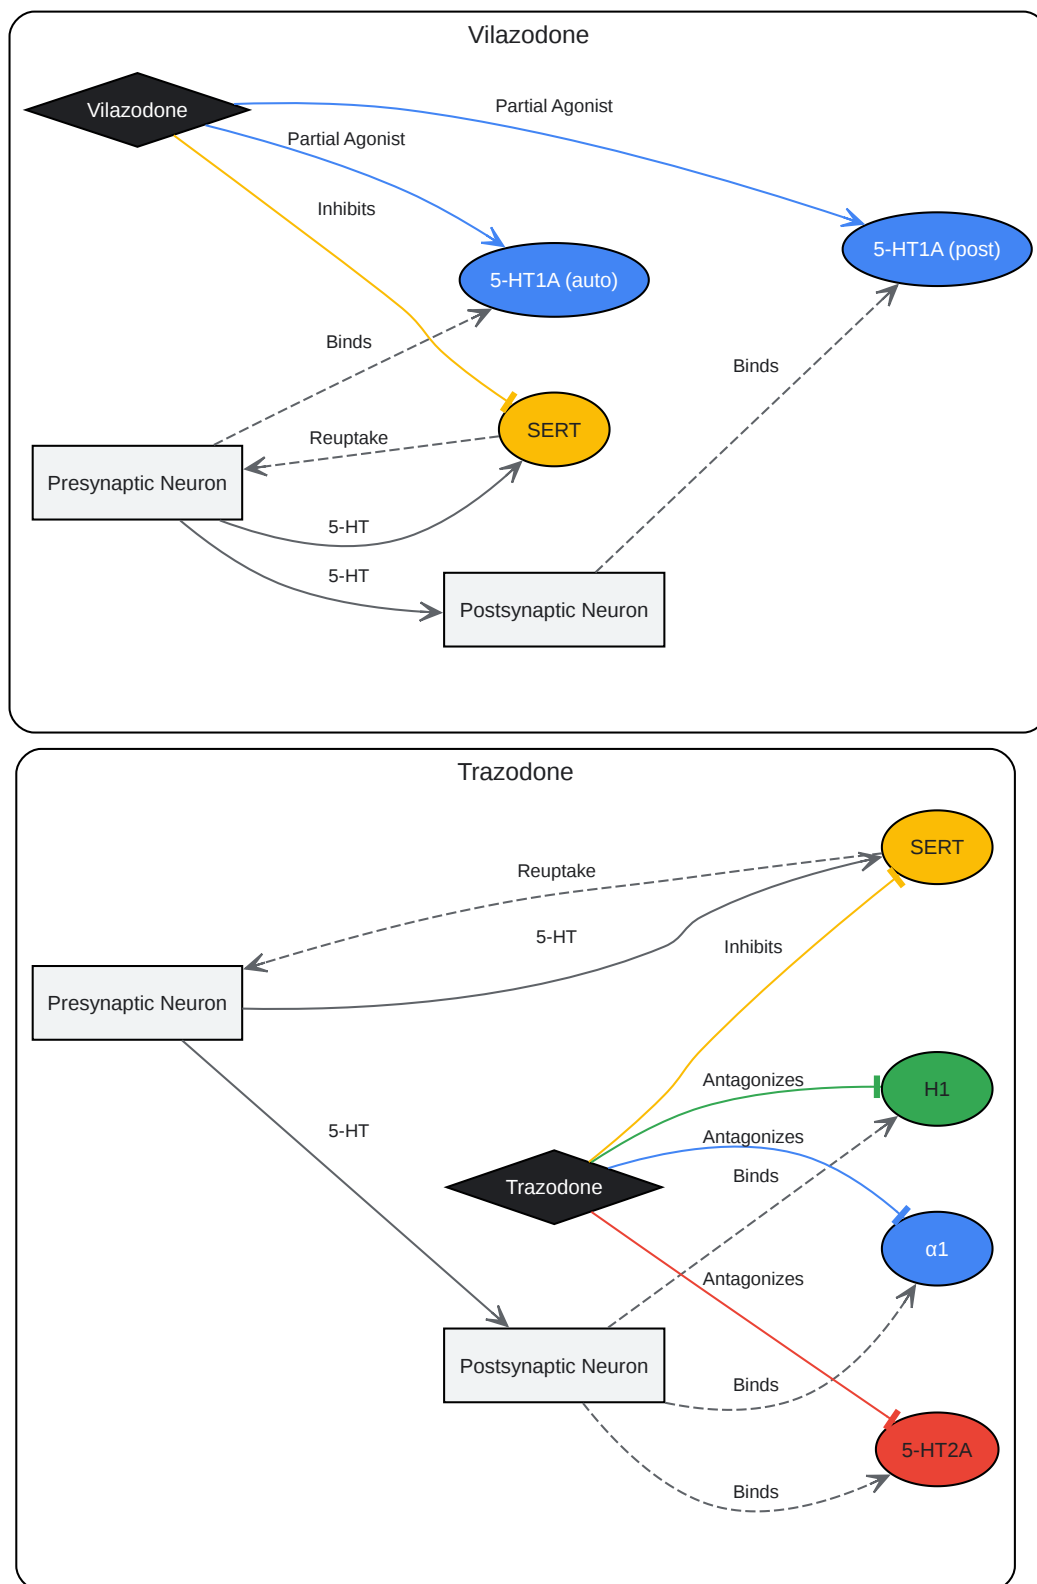 Vilazodone
Vilazodone
Partial Agonist
Partial Agonist
Inhibits
5-HT1A (post)
5-HT1A (auto)
Binds
Binds
SERT
Reuptake
Presynaptic Neuron
5-HT
5-HT
Postsynaptic Neuron
Trazodone
SERT
Reuptake
5-HT
Inhibits
Presynaptic Neuron
Antagonizes
H1
5-HT
Antagonizes
Binds
Trazodone
α1
Antagonizes
Postsynaptic Neuron
Binds
5-HT2A
Binds